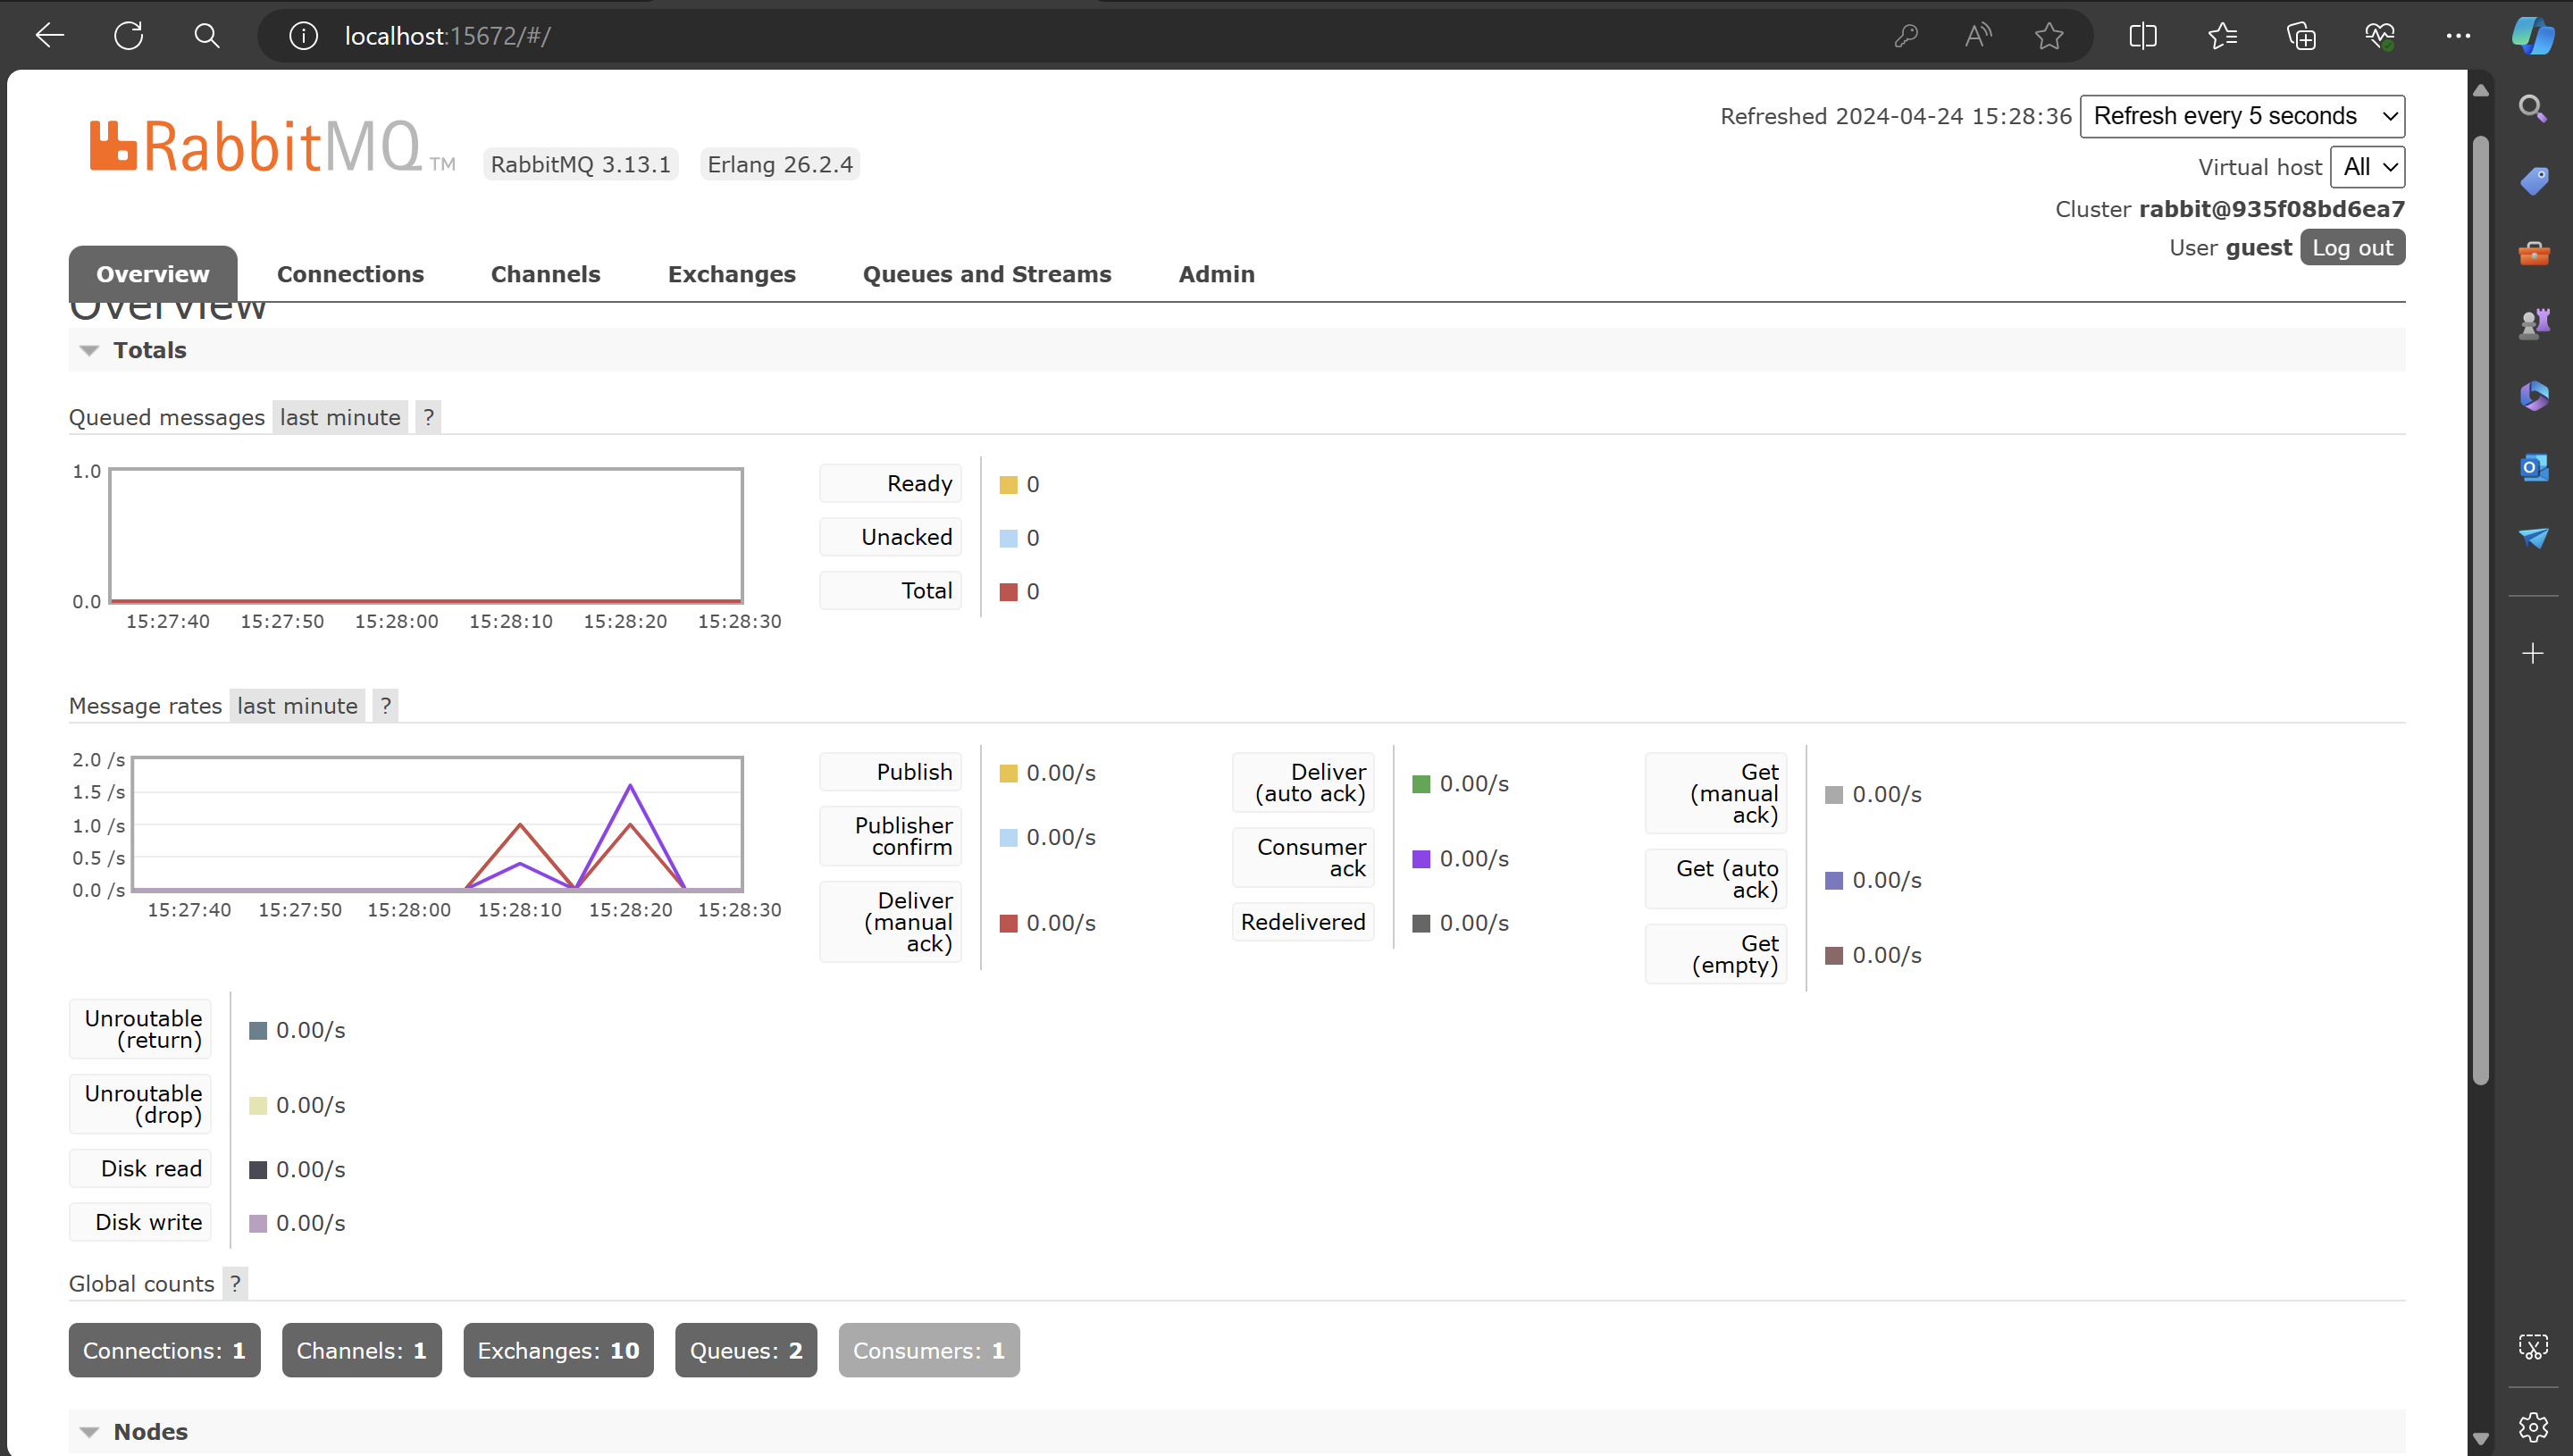 localhost:15672/#/
RabbitMQ TM RabbitMQ 3.13.1 Erlang 26.2.4
Refreshed 2024-04-24 15:28:36 Refresh every 5 seconds
Virtual host All
Cluster rabbit@935f08bd6ea7
User guest Log out
Overview Connections Channels Exchanges Queues and Streams Admin
Overview
Totals
Queued messages last minute ?
1.0
0.0
15:27:40 15:27:50 15:28:00 15:28:10 15:28:20 15:28:30
Ready 0
Unacked 0
Total 0
Message rates last minute ?
2.0 /s
1.5 /s
1.0 /s
0.5 /s
0.0 /s
15:27:40 15:27:50 15:28:00 15:28:10 15:28:20 15:28:30
Publish 0.00/s
Publisher
confirm 0.00/s
Deliver
(manual
ack) 0.00/s
Deliver
(auto ack) 0.00/s
Consumer
ack 0.00/s
Redelivered 0.00/s
Get
(manual
ack) 0.00/s
Get (auto
ack) 0.00/s
Get
(empty) 0.00/s
Unroutable
(return) 0.00/s
Unroutable
(drop) 0.00/s
Disk read 0.00/s
Disk write 0.00/s
Global counts ?
Connections: 1 Channels: 1 Exchanges: 10 Queues: 2 Consumers: 1
Nodes